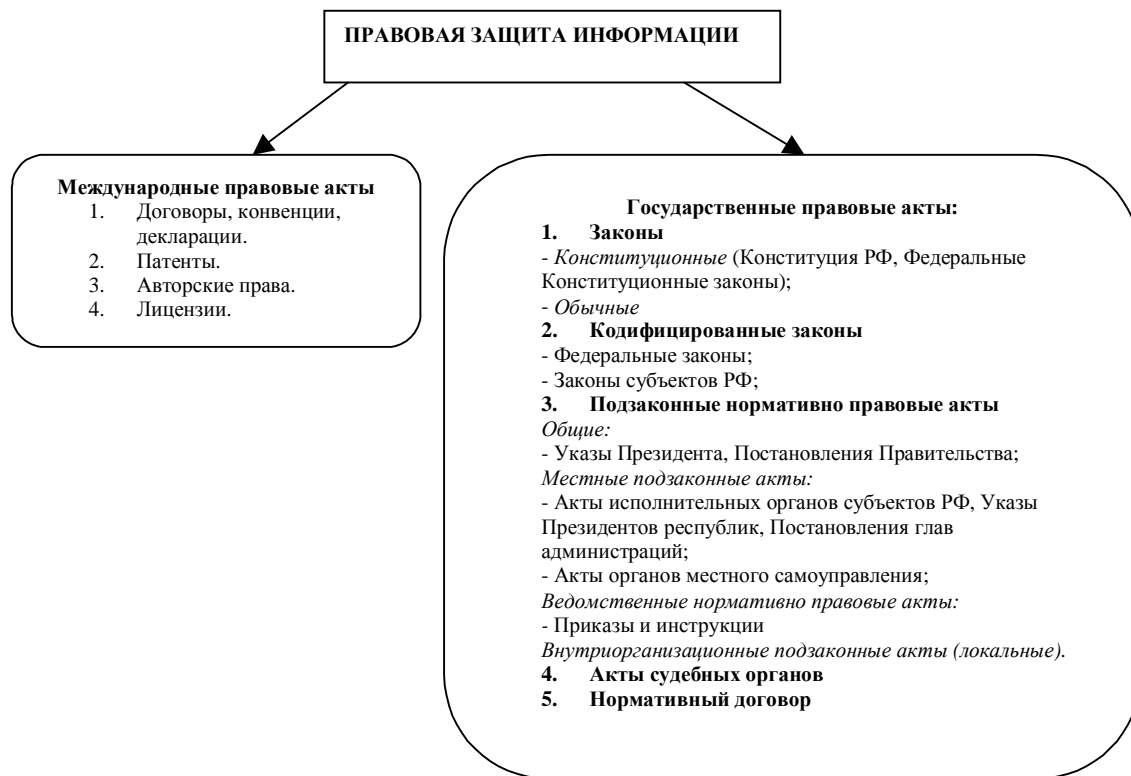 ПРАВОВАЯ ЗАЩИТА ИНФОРМАЦИИ
Международные правовые акты
1. Договоры, конвенции,
декларации.
2. Патенты.
3. Авторские права.
4. Лицензии.
Государственные правовые акты:
1. Законы
- Конституционные (Конституция РФ, Федеральные
Конституционные законы);
- Обычные
2. Кодифицированные законы
- Федеральные законы;
- Законы субъектов РФ;
3. Подзаконные нормативно правовые акты
Общие:
- Указы Президента, Постановления Правительства;
Местные подзаконные акты:
- Акты исполнительных органов субъектов РФ, Указы
Президентов республик, Постановления глав
администраций;
- Акты органов местного самоуправления;
Ведомственные нормативно правовые акты:
- Приказы и инструкции
Внутриорганизационные подзаконные акты (локальные).
4. Акты судебных органов
5. Нормативный договор